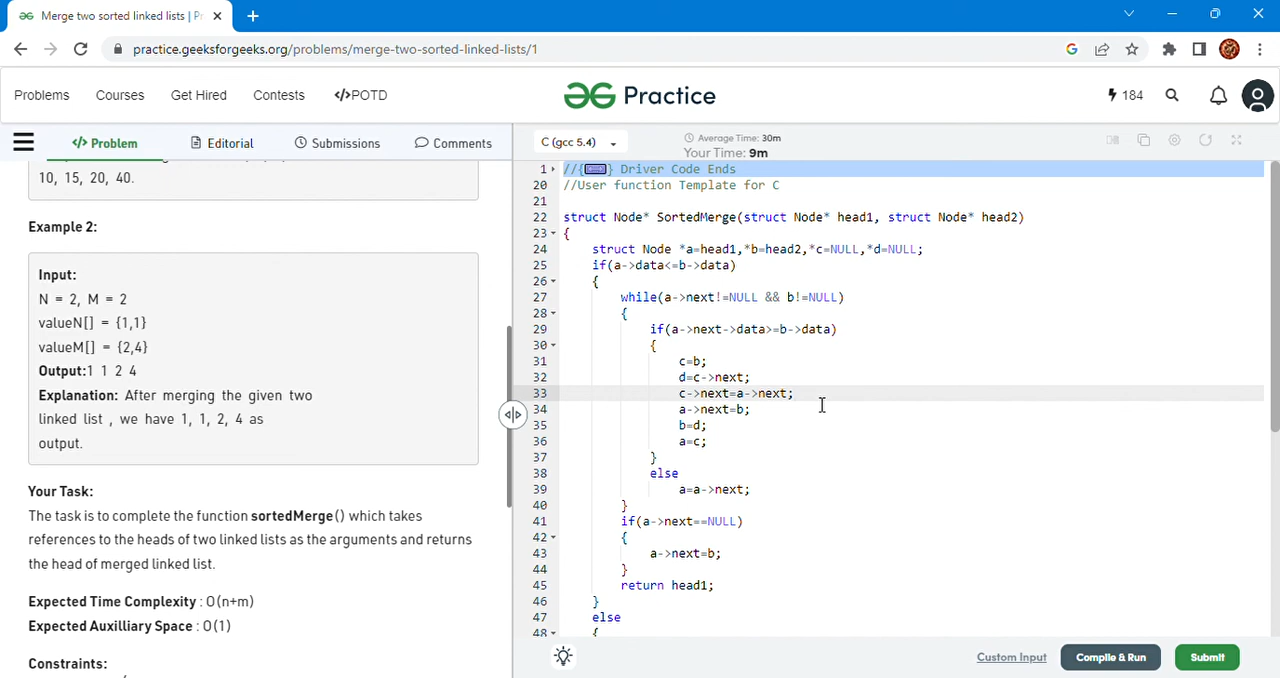 Merge two sorted linked lists | P
practice.geeksforgeeks.org/problems/merge-two-sorted-linked-lists/1
Problems Courses Get Hired Contests </>POTD
Practice
184
</> Problem Editorial Submissions Comments
C (gcc 5.4)
Average Time: 30m
Your Time: 9m
10, 15, 20, 40.
Example 2:
Input:
N = 2, M = 2
valueN[] = {1,1}
valueM[] = {2,4}
Output:1 1 2 4
Explanation: After merging the given two
linked list , we have 1, 1, 2, 4 as
output.
Your Task:
The task is to complete the function sortedMerge() which takes
references to the heads of two linked lists as the arguments and returns
the head of merged linked list.
Expected Time Complexity : O(n+m)
Expected Auxilliary Space : O(1)
Constraints:
1 //{ } Driver Code Ends
20 //User function Template for C
21
22 struct Node* SortedMerge(struct Node* head1, struct Node* head2)
23 {
24 struct Node *a=head1,*b=head2,*c=NULL,*d=NULL;
25 if(a->data<=b->data)
26 {
27 while(a->next!=NULL && b!=NULL)
28 {
29 if(a->next->data>=b->data)
30 {
31 c=b;
32 d=c->next;
33 c->next=a->next;
34 a->next=b;
35 b=d;
36 a=c;
37 }
38 else
39 a=a->next;
40 }
41 if(a->next==NULL)
42 {
43 a->next=b;
44 }
45 return head1;
46 }
47 else
48 {
Custom Input Compile & Run Submit